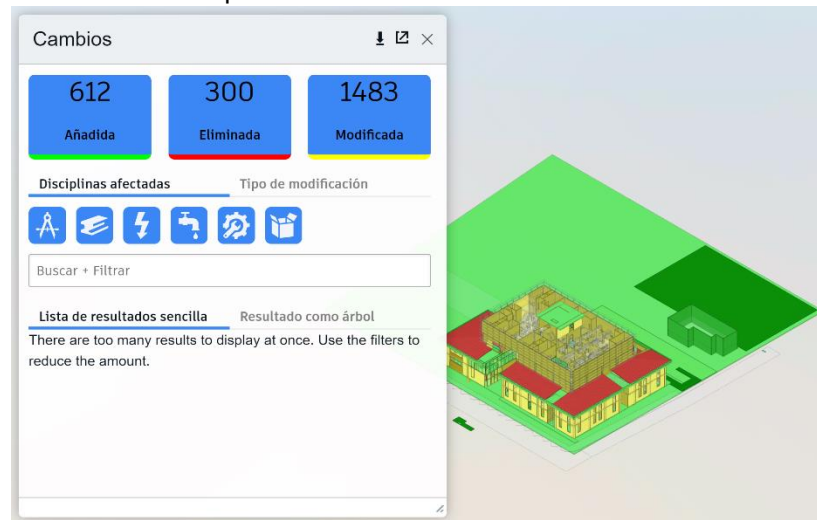 Cambios
612 300 1483
Añadida Eliminada Modificada
Disciplinas afectadas Tipo de modificación
Buscar + Filtrar
Lista de resultados sencilla Resultado como árbol
There are too many results to display at once. Use the filters to
reduce the amount.